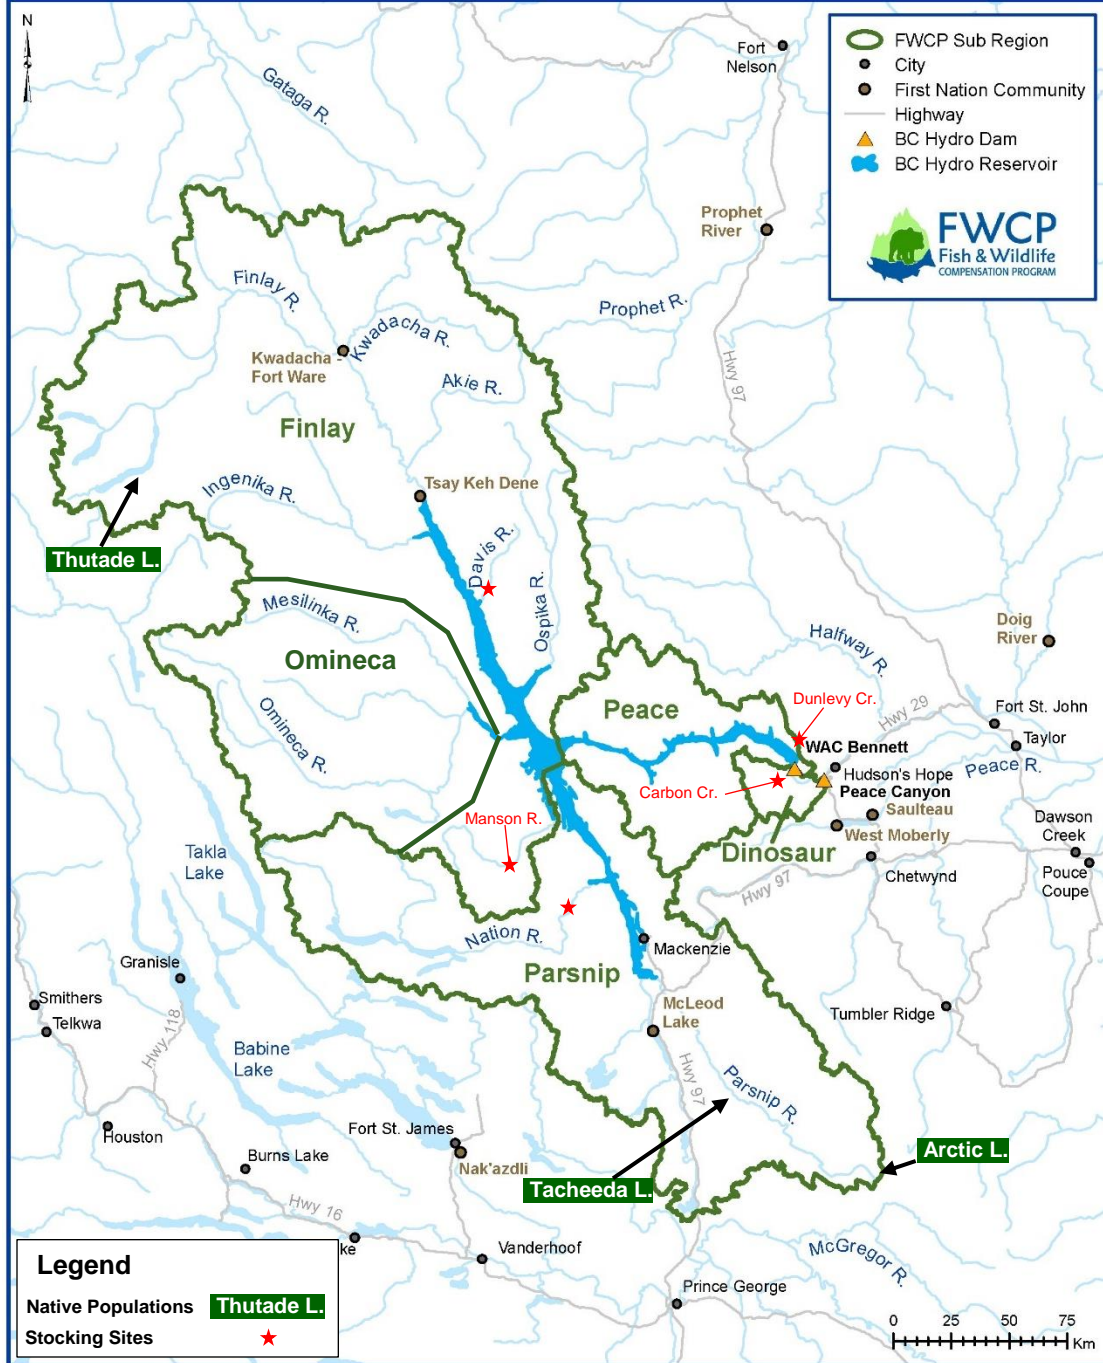 N
Fort
Nelson
FWCP Sub Region
City
First Nation Community
Highway
BC Hydro Dam
BC Hydro Reservoir
FWCP
Fish & Wildlife
COMPENSATION PROGRAM
Gataga R.
Prophet
River
Finlay R.
Prophet R.
Kwadacha R.
Kwadacha -
Fort Ware
Hwy 97
Akie R.
Finlay
Ingenika R.
Tsay Keh Dene
Thutade L.
Davis R.
Ospika R.
Mesilinka R.
Omineca
Halfway R.
Doig
River
Omineca R.
Peace
Dunlevy Cr.
Hwy 29
Fort St. John
Taylor
WAC Bennett
Peace R.
Hudson's Hope
Carbon Cr.
Peace Canyon
Saulteau
Manson R.
West Moberly
Dawson
Creek
Dinosaur
Takla
Lake
Chetwynd
Pouce
Coupe
Hwy 97
Nation R.
Mackenzie
Granisle
Parsnip
Smithers
McLeod
Lake
Tumbler Ridge
Telkwa
Hwy 118
Babine
Lake
Hwy 97
Parsnip R.
Houston
Fort St. James
Arctic L.
Burns Lake
Nak'azdli
Tacheeda L.
Hwy 16
ke
Vanderhoof
McGregor R.
Legend
Prince George
Native Populations Thutade L.
Stocking Sites
0 25 50 75
Km